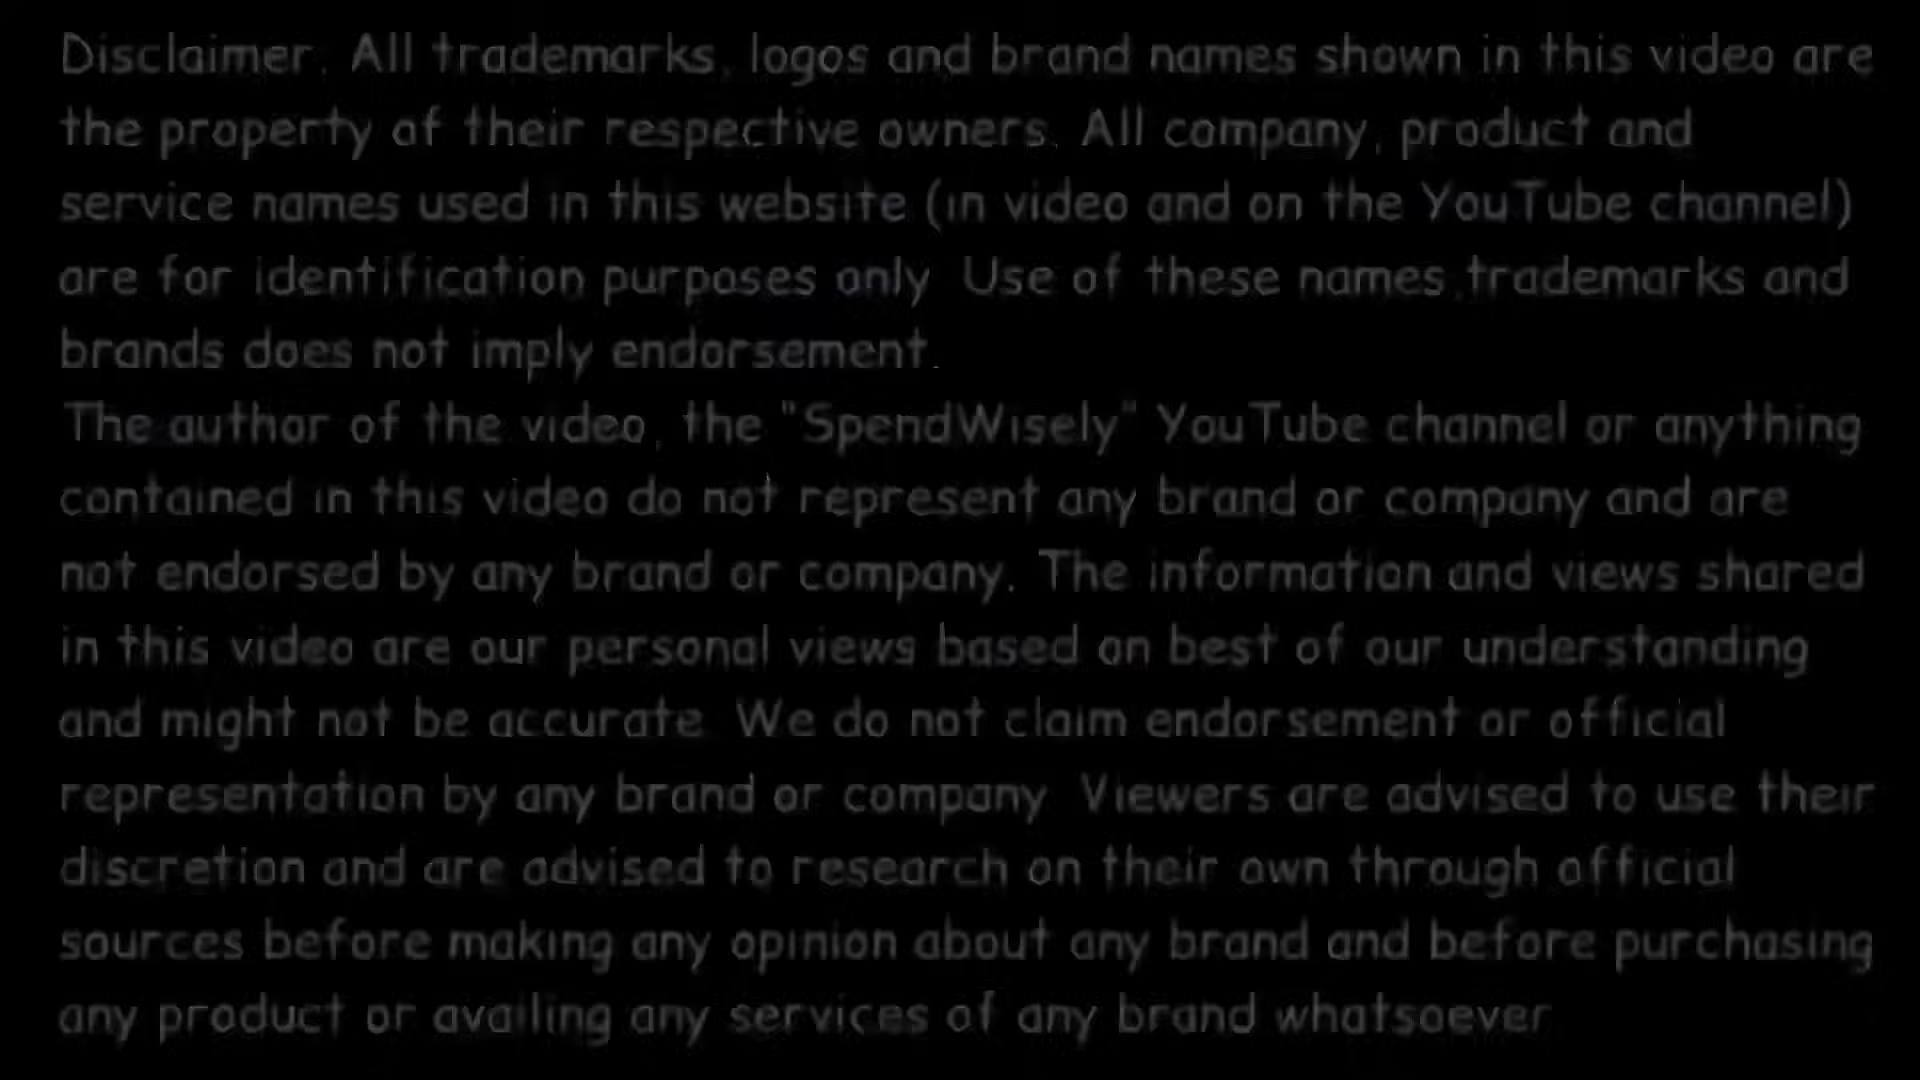 Disclaimer: All trademarks, logos and brand names shown in this video are
the property of their respective owners. All company, product and
service names used in this website (in video and on the YouTube channel)
are for identification purposes only. Use of these names,trademarks and
brands does not imply endorsement.
The author of the video, the "SpendWisely" YouTube channel or anything
contained in this video do not represent any brand or company and are
not endorsed by any brand or company. The information and views shared
in this video are our personal views based on best of our understanding
and might not be accurate. We do not claim endorsement or official
representation by any brand or company. Viewers are advised to use their
discretion and are advised to research on their own through official
sources before making any opinion about any brand and before purchasing
any product or availing any services of any brand whatsoever.